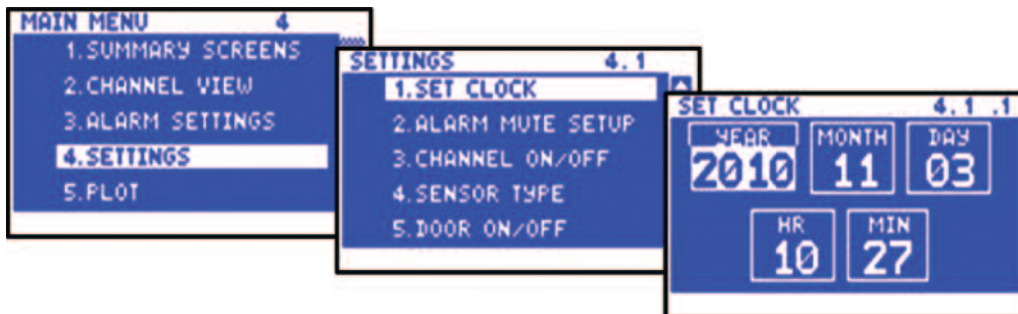 MAIN MENU 4
1.SUMMARY SCREENS
2.CHANNEL VIEW
3.ALARM SETTINGS
4.SETTINGS
5.PLOT
SETTINGS 4.1
1.SET CLOCK
2.ALARM MUTE SETUP
3.CHANNEL ON/OFF
4.SENSOR TYPE
5.DOOR ON/OFF
SET CLOCK 4.1 .1
YEAR MONTH DAY
2010 11 03
HR MIN
10 27